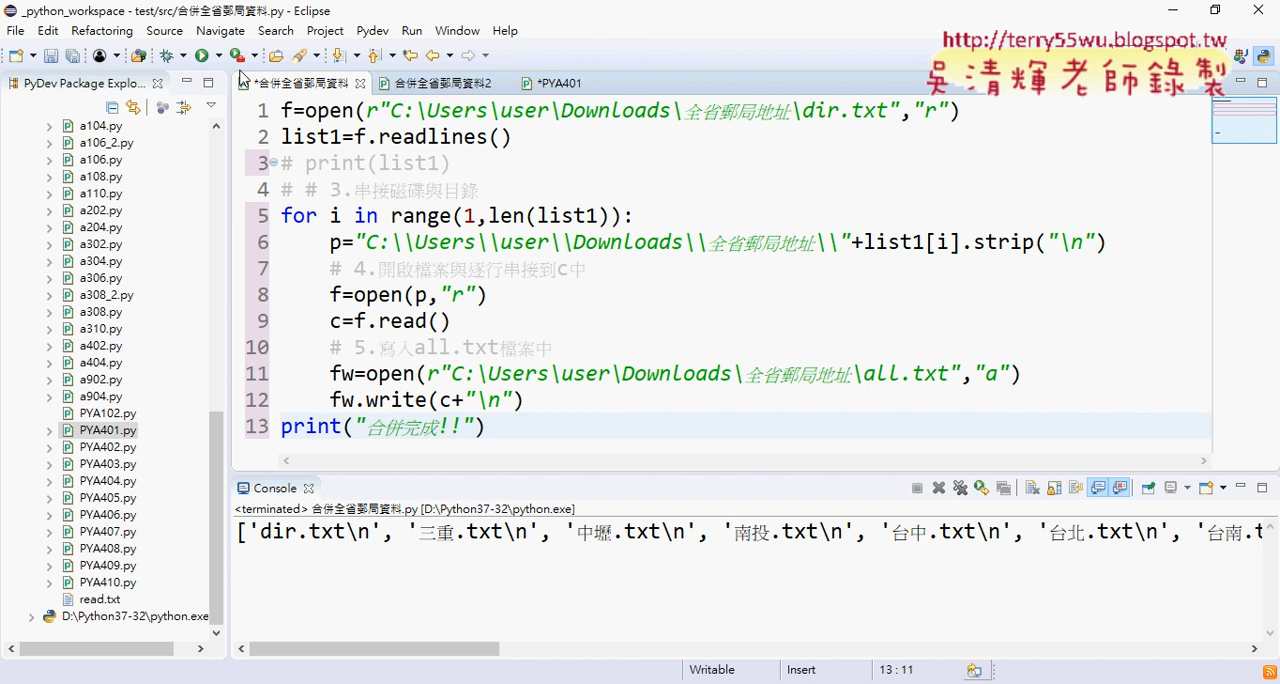 _python_workspace - test/src/合併全省郵局資料.py - Eclipse
File Edit Refactoring Source Navigate Search Project Pydev Run Window Help
http://terry55wu.blogspot.tw
吳清輝老師錄製
PyDev Package Explo...
*合併全省郵局資料 合併全省郵局資料2 *PYA401
a104.py
a106_2.py
a106.py
a108.py
a110.py
a202.py
a204.py
a302.py
a304.py
a306.py
a308_2.py
a308.py
a310.py
a402.py
a404.py
a902.py
a904.py
PYA102.py
PYA401.py
PYA402.py
PYA403.py
PYA404.py
PYA405.py
PYA406.py
PYA407.py
PYA408.py
PYA409.py
PYA410.py
read.txt
D:\Python37-32\python.exe
1 f=open(r"C:\Users\user\Downloads\全省郵局地址\dir.txt","r")
2 list1=f.readlines()
3 # print(list1)
4 # # 3.串接磁碟與目錄
5 for i in range(1,len(list1)):
6 p="C:\\Users\\user\\Downloads\\全省郵局地址\\"+list1[i].strip("\n")
7 # 4.開啟檔案與逐行串接到c中
8 f=open(p,"r")
9 c=f.read()
10 # 5.寫入all.txt檔案中
11 fw=open(r"C:\Users\user\Downloads\全省郵局地址\all.txt","a")
12 fw.write(c+"\n")
13 print("合併完成!!")
Console
<terminated> 合併全省郵局資料.py [D:\Python37-32\python.exe]
['dir.txt\n', '三重.txt\n', '中壢.txt\n', '南投.txt\n', '台中.txt\n', '台北.txt\n', '台南.t
Writable Insert 13 : 11